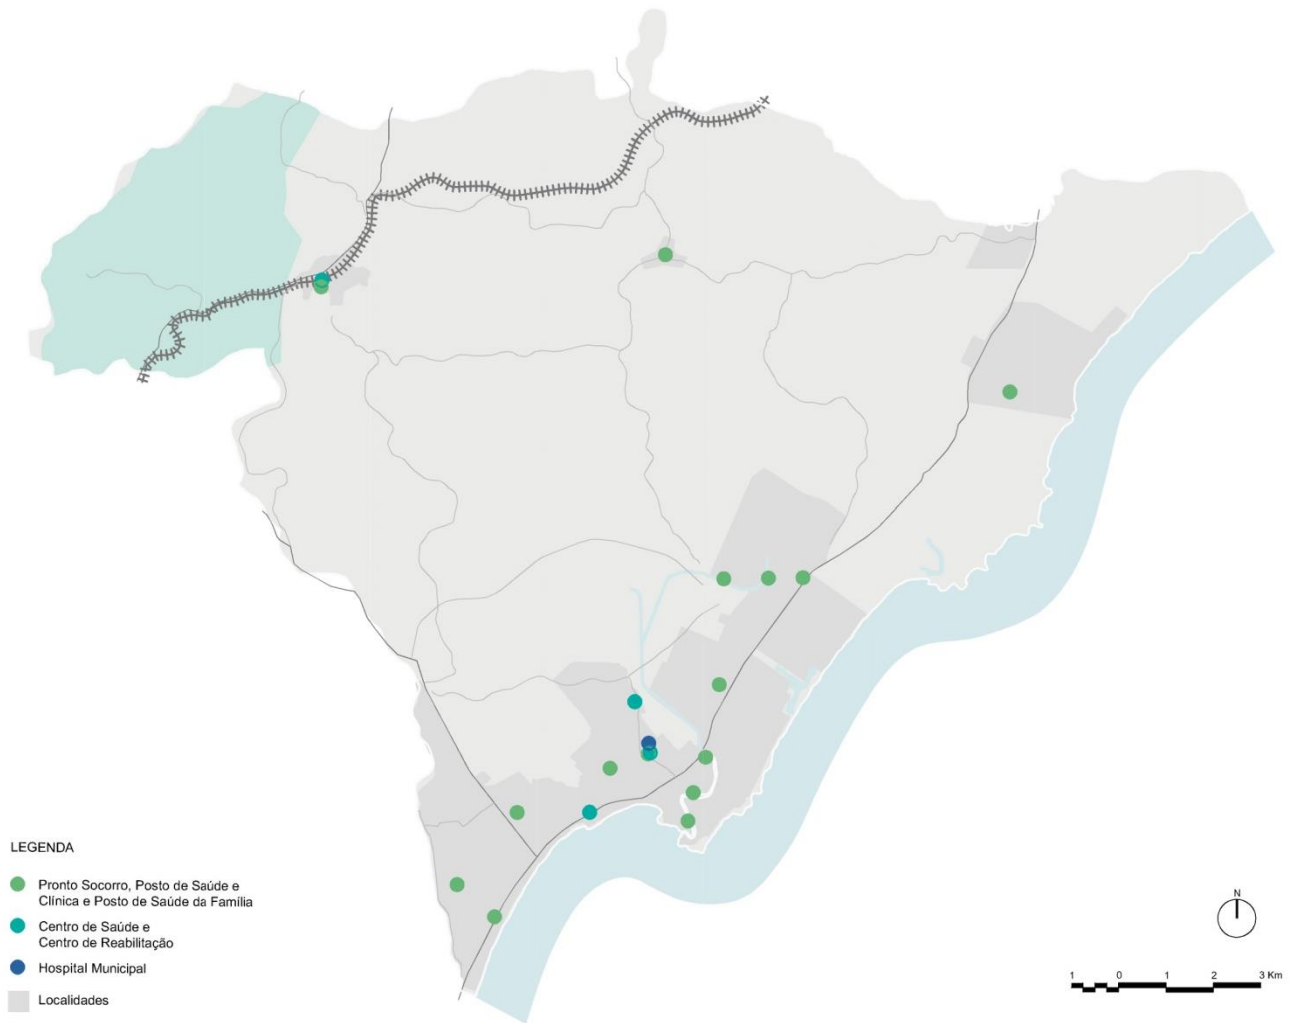 LEGENDA
Pronto Socorro, Posto de Saúde e
Clínica e Posto de Saúde da Família
Centro de Saúde e
Centro de Reabilitação
Hospital Municipal
Localidades
N
1 0 1 2 3 Km